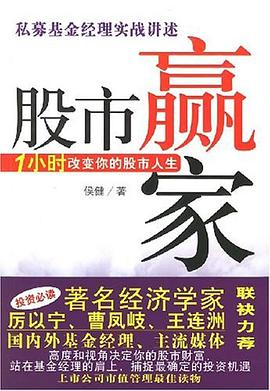 私募基金经理实战讲述
股市赢家
1小时改变你的股市人生
侯健／著
投资必读
著名经济学家
厉以宁、曹凤岐、王连洲
国内外基金经理、主流媒体
联袂力荐
高度和视角决定你的股市财富，
站在基金经理的肩上，捕捉最确定的投资机遇
上市公司市值管理最佳读物